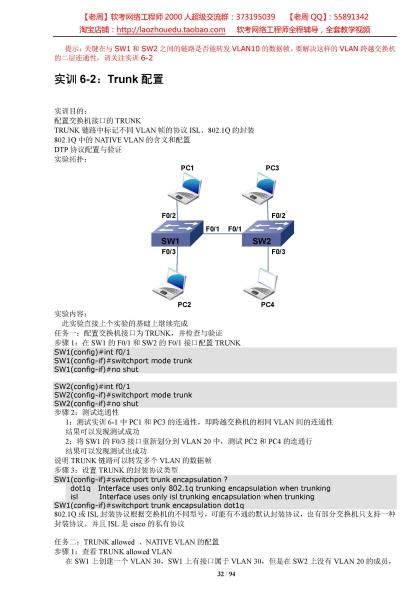 【老周】软考网络工程师 2000 人超级交流群：373195039 【老周 QQ】：55891342
淘宝店铺：http://laozhouedu.taobao.com 软考网络工程师全程辅导，全套教学视频
提示：关键在与 SW1 和 SW2 之间的链路是否能转发 VLAN10 的数据帧。要解决这样的 VLAN 跨越交换机
的二层连通性，请关注实训 6-2
实训 6-2：Trunk 配置
实训目的：
配置交换机接口的 TRUNK
TRUNK 链路中标记不同 VLAN 帧的协议 ISL、802.1Q 的封装
802.1Q 中的 NATIVE VLAN 的含义和配置
DTP 协议配置与验证
实验拓扑：
PC1 PC3
F0/2 F0/2
F0/1 F0/1
SW1 SW2
F0/3 F0/3
PC2 PC4
实验内容：
此实验直接上个实验的基础上继续完成
任务一：配置交换机接口为 TRUNK，并检查与验证
步骤 1：在 SW1 的 F0/1 和 SW2 的 F0/1 接口配置 TRUNK
SW1(config)#int f0/1
SW1(config-if)#switchport mode trunk
SW1(config-if)#no shut
SW2(config)#int f0/1
SW2(config-if)#switchport mode trunk
SW2(config-if)#no shut
步骤 2：测试连通性
1：测试实训 6-1 中 PC1 和 PC3 的连通性，即跨越交换机的相同 VLAN 间的连通性
结果可以发现测试成功
2：将 SW1 的 F0/3 接口重新划分到 VLAN 20 中，测试 PC2 和 PC4 的连通行
结果可以发现测试也成功
说明 TRUNK 链路可以转发多个 VLAN 的数据帧
步骤 3：设置 TRUNK 的封装协议类型
SW1(config-if)#switchport trunk encapsulation ?
dot1q Interface uses only 802.1q trunking encapsulation when trunking
isl Interface uses only isl trunking encapsulation when trunking
SW1(config-if)#switchport trunk encapsulation dot1q
802.1Q 或 ISL 封装协议根据交换机的不同型号，可能有不通的默认封装协议，也有部分交换机只支持一种
封装协议。并且 ISL 是 cisco 的私有协议
任务二：TRUNK allowed 、NATIVE VLAN 的配置
步骤 1：查看 TRUNK allowed VLAN
在 SW1 上创建一个 VLAN 30，SW1 上有接口属于 VLAN 30，但是在 SW2 上没有 VLAN 20 的成员，
32 / 94